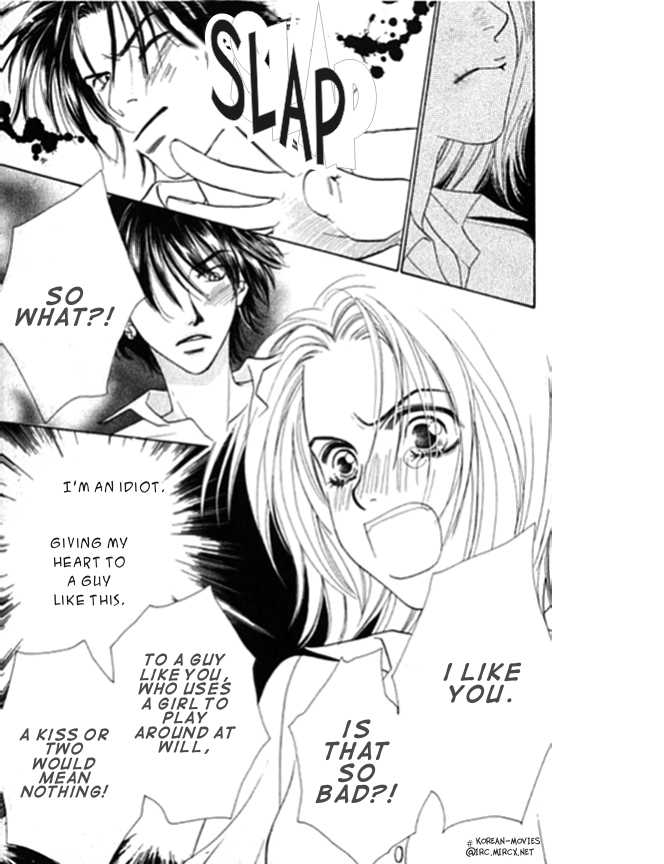 SLAP
SO
WHAT?!
I'M AN IDIOT.
GIVING MY
HEART TO
A GUY
LIKE THIS.
I LIKE
YOU.
IS
THAT
SO
BAD?!
TO A GUY
LIKE YOU,
WHO USES
A GIRL TO
PLAY
AROUND AT
WILL,
A KISS OR
TWO
WOULD
MEAN
NOTHING!
# KOREAN-MOVIES
@IRC.MIRCX.NET